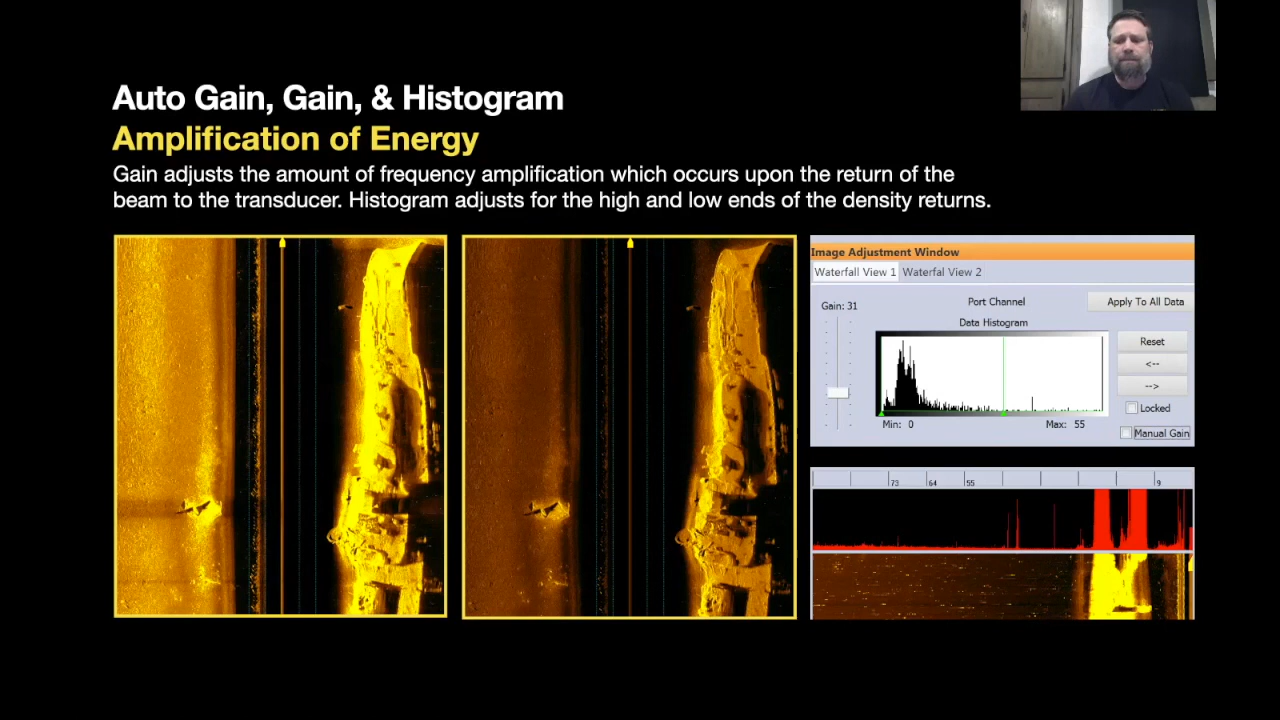 Auto Gain, Gain, & Histogram
Amplification of Energy
Gain adjusts the amount of frequency amplification which occurs upon the return of the
beam to the transducer. Histogram adjusts for the high and low ends of the density returns.
Image Adjustment Window
Waterfall View 1 Waterfal View 2
Gain: 31
Port Channel
Apply To All Data
Data Histogram
Reset
<--
-->
Locked
Min: 0
Max: 55
Manual Gain
73 64 55 9